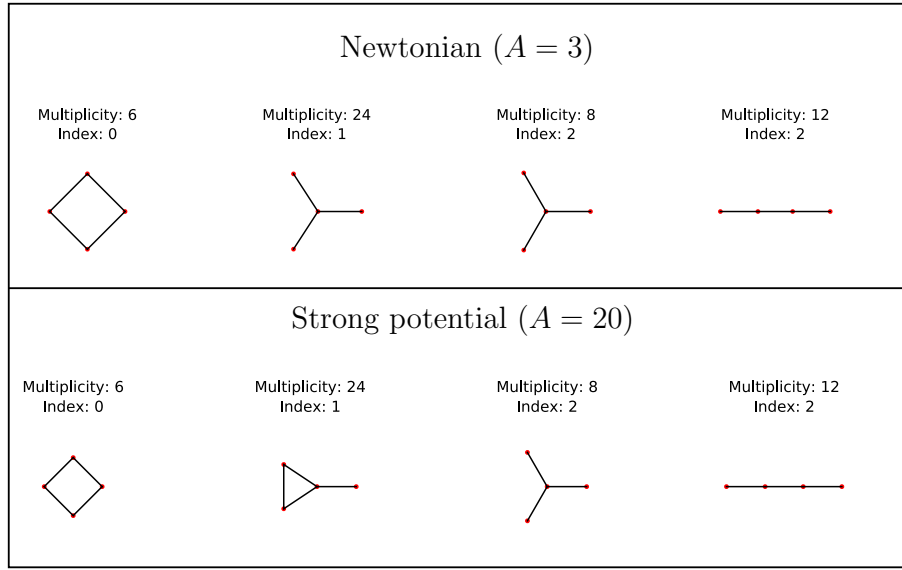 Newtonian (A = 3)
Multiplicity: 6
Index: 0
Multiplicity: 24
Index: 1
Multiplicity: 8
Index: 2
Multiplicity: 12
Index: 2
Strong potential (A = 20)
Multiplicity: 6
Index: 0
Multiplicity: 24
Index: 1
Multiplicity: 8
Index: 2
Multiplicity: 12
Index: 2